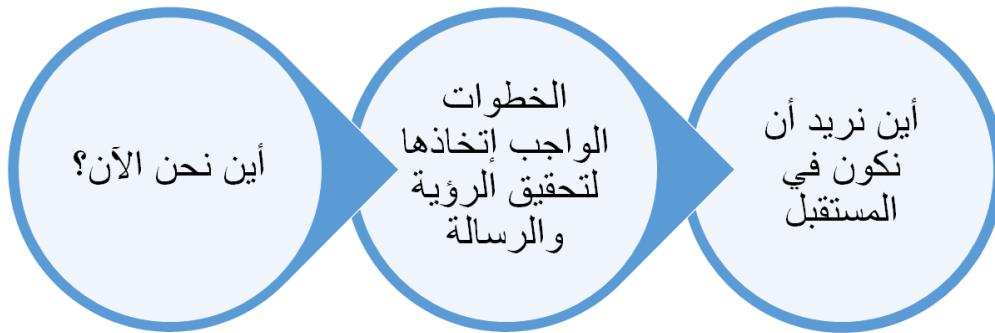 أين نحن الآن؟
الخطوات
الواجب إتخاذها
لتحقيق الرؤية
والرسالة
أين نريد أن
نكون في
المستقبل